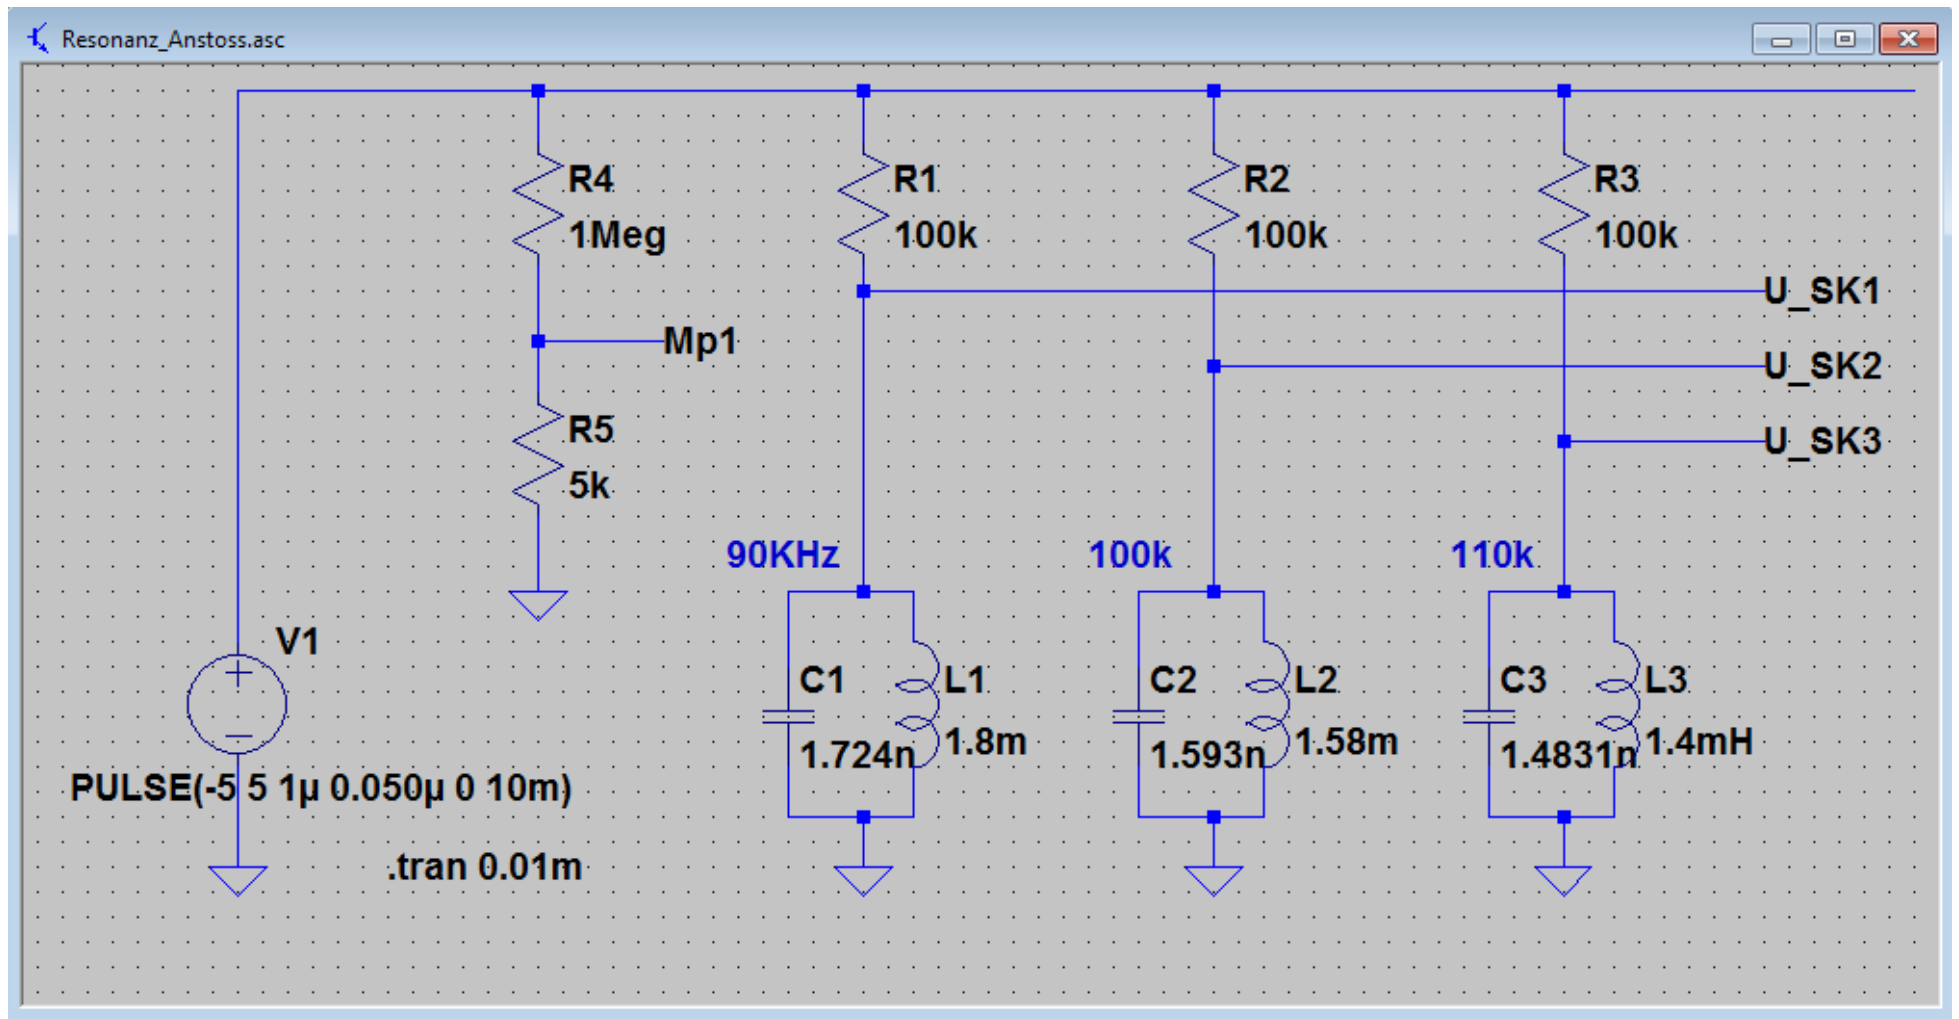 Resonanz_Anstoss.asc
R4
1Meg
R1
100k
R2
100k
R3
100k
U_SK1
Mp1
U_SK2
R5
5k
U_SK3
90KHz
100k
110k
V1
C1
1.724n
L1
1.8m
C2
1.593n
L2
1.58m
C3
1.4831n
L3
1.4mH
PULSE(-5 5 1µ 0.050µ 0 10m)
.tran 0.01m